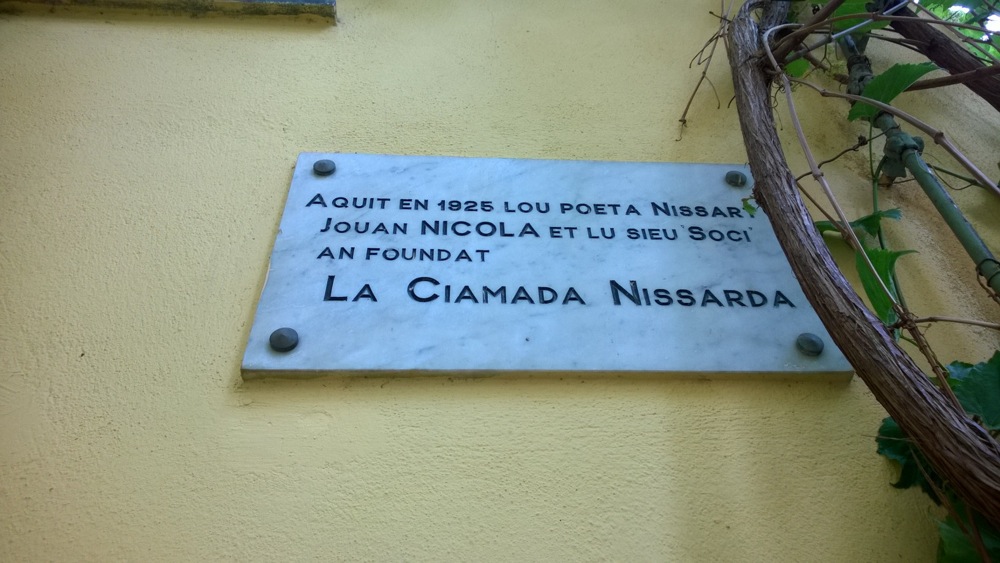 AQUIT EN 1925 LOU POETA NISSART
JOUAN NICOLA ET LU SIEU 'SOCI'
AN FOUNDAT
LA CIAMADA NISSARDA